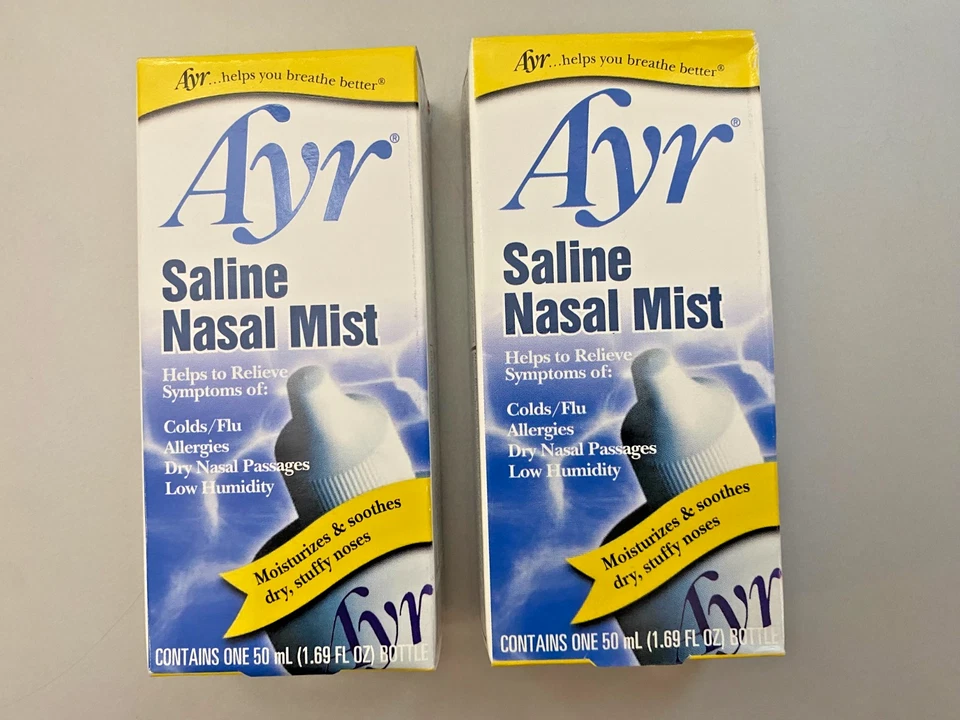 Ayr...helps you breathe better®
Ayr®
Saline
Nasal Mist
Helps to Relieve
Symptoms of:
Colds/Flu
Allergies
Dry Nasal Passages
Low Humidity
Moisturizes & soothes
dry, stuffy noses
Ayr
CONTAINS ONE 50 mL (1.69 FL OZ) BOTTLE
Ayr...helps you breathe better®
Ayr®
Saline
Nasal Mist
Helps to Relieve
Symptoms of:
Colds/Flu
Allergies
Dry Nasal Passages
Low Humidity
Moisturizes & soothes
dry, stuffy noses
Ayr
CONTAINS ONE 50 mL (1.69 FL OZ) BOTTLE